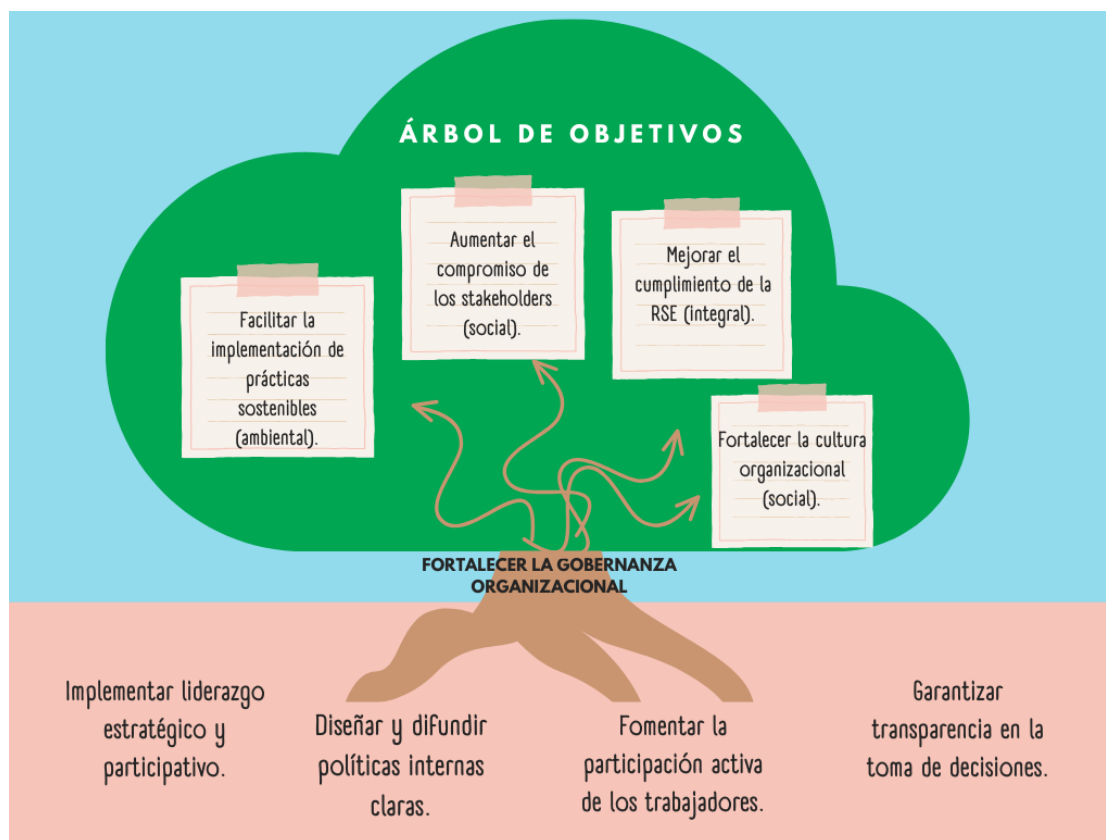 ÁRBOL DE OBJETIVOS
Facilitar la
implementación de
prácticas
sostenibles
(ambiental).
Aumentar el
compromiso de
los stakeholders
(social).
Mejorar el
cumplimiento de la
RSE (integral).
Fortalecer la cultura
organizacional
(social).
FORTALECER LA GOBERNANZA
ORGANIZACIONAL
Implementar liderazgo
estratégico y
participativo.
Diseñar y difundir
políticas internas
claras.
Fomentar la
participación activa
de los trabajadores.
Garantizar
transparencia en la
toma de decisiones.